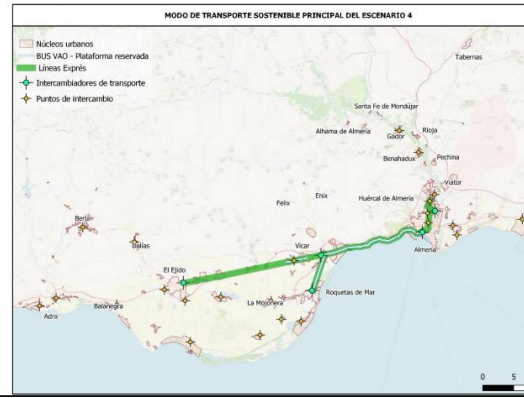 MODO DE TRANSPORTE SOSTENIBLE PRINCIPAL DEL ESCENARIO 4
Núcleos urbanos
BUS VAO - Plataforma reservada
Líneas Exprés
Intercambiadores de transporte
Puntos de intercambio
Tabernas
Santa Fe de Mondújar
Alhama de Almería
Gádor
Rioja
Benahadux
Pechina
Viator
Huércal de Almería
Enix
Felix
Berja
Dalías
Vícar
Almería
El Ejido
La Mojonera
Roquetas de Mar
Balanegra
Adra
0 5